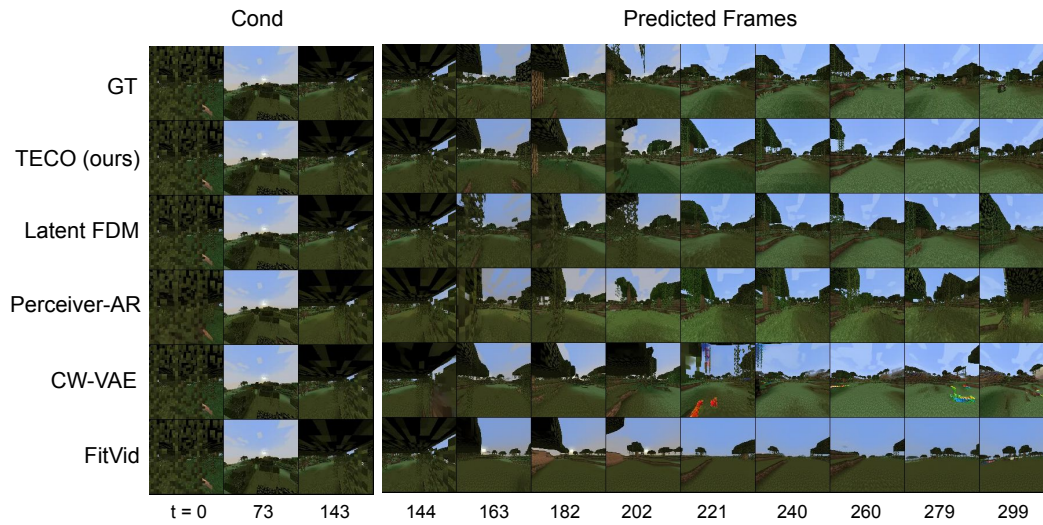 Cond Predicted Frames
GT
TECO (ours)
Latent FDM
Perceiver-AR
CW-VAE
FitVid
t = 0 73 143 144 163 182 202 221 240 260 279 299